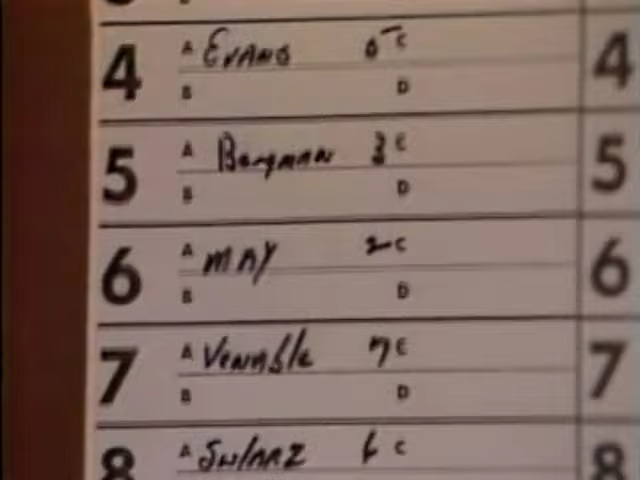 4 A Evans 5 C 4
B D
5 A Bergman 3 C 5
B D
6 A MAY 2 C 6
B D
7 A Venable 7 C 7
B D
8 A 6 C 8